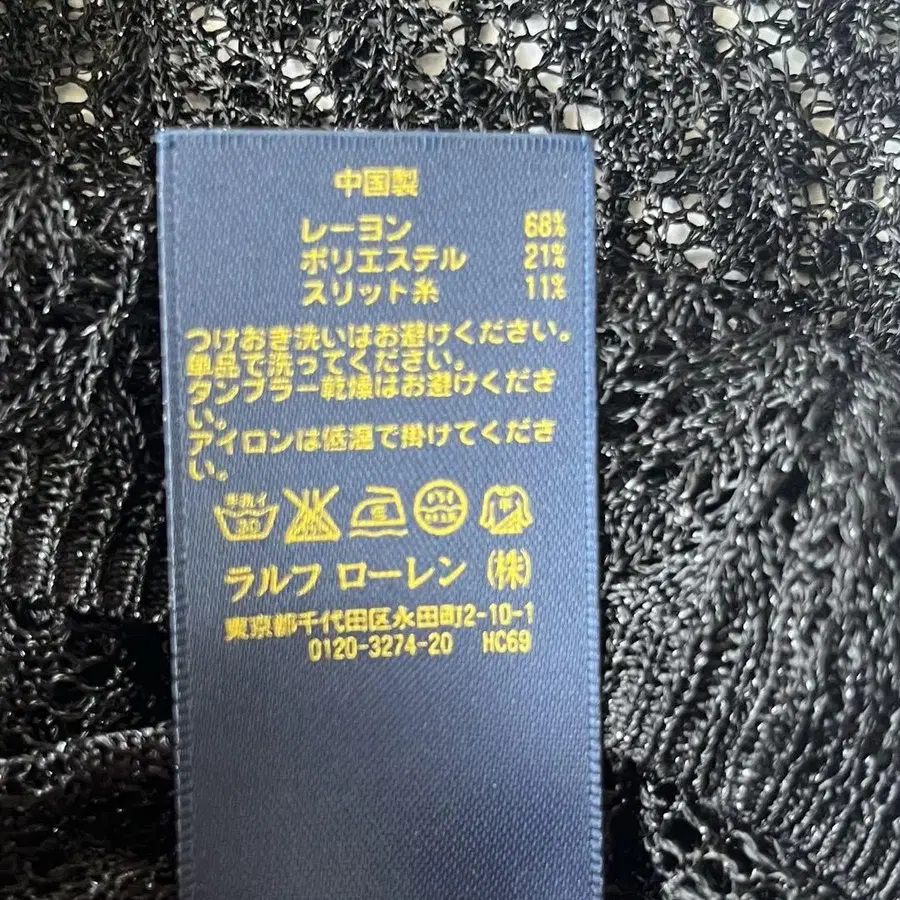 中国製
レーヨン 68%
ポリエステル 21%
スリット糸 11%
つけおき洗いはお避けください。
単品で洗ってください。
タンブラー乾燥はお避けくださ
い。
アイロンは低温で掛けてくださ
い。
手洗イ
30
ラルフ ローレン (株)
東京都千代田区永田町2-10-1
0120-3274-20 HC69